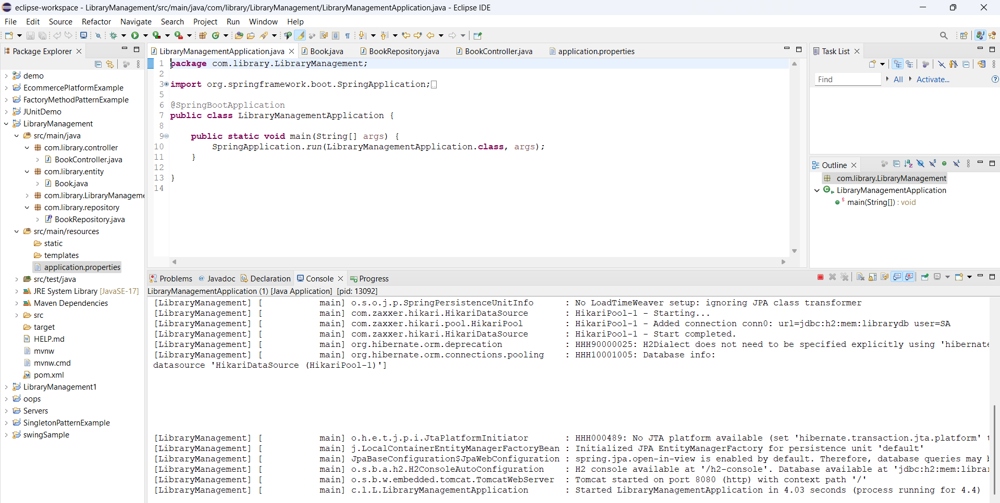 eclipse-workspace - LibraryManagement/src/main/java/com/library/LibraryManagement/LibraryManagementApplication.java - Eclipse IDE
File Edit Source Refactor Navigate Search Project Run Window Help
Package Explorer
demo
EcommercePlatformExample
FactoryMethodPatternExample
JUnitDemo
LibraryManagement
src/main/java
com.library.controller
BookController.java
com.library.entity
Book.java
com.library.LibraryManageme
com.library.repository
BookRepository.java
src/main/resources
static
templates
application.properties
src/test/java
JRE System Library [JavaSE-17]
Maven Dependencies
src
target
HELP.md
mvnw
mvnw.cmd
pom.xml
LibraryManagement1
oops
Servers
SingletonPatternExample
swingSample
LibraryManagementApplication.java Book.java BookRepository.java BookController.java application.properties
1 package com.library.LibraryManagement;
2
3 import org.springframework.boot.SpringApplication;
5
6 @SpringBootApplication
7 public class LibraryManagementApplication {
8
9 public static void main(String[] args) {
10 SpringApplication.run(LibraryManagementApplication.class, args);
11 }
12
13 }
14
Task List
Find All Activate...
Outline
com.library.LibraryManagement
LibraryManagementApplication
main(String[]) : void
Problems @ Javadoc Declaration Console Progress
LibraryManagementApplication (1) [Java Application] [pid: 13092]
[LibraryManagement] [ main] o.s.o.j.p.SpringPersistenceUnitInfo : No LoadTimeWeaver setup: ignoring JPA class transformer
[LibraryManagement] [ main] com.zaxxer.hikari.HikariDataSource : HikariPool-1 - Starting...
[LibraryManagement] [ main] com.zaxxer.hikari.pool.HikariPool : HikariPool-1 - Added connection conn0: url=jdbc:h2:mem:librarydb user=SA
[LibraryManagement] [ main] com.zaxxer.hikari.HikariDataSource : HikariPool-1 - Start completed.
[LibraryManagement] [ main] org.hibernate.orm.deprecation : HHH90000025: H2Dialect does not need to be specified explicitly using 'hibernate
[LibraryManagement] [ main] org.hibernate.orm.connections.pooling : HHH10001005: Database info:
datasource 'HikariDataSource (HikariPool-1)']
[LibraryManagement] [ main] o.h.e.t.j.p.i.JtaPlatformInitiator : HHH000489: No JTA platform available (set 'hibernate.transaction.jta.platform' t
[LibraryManagement] [ main] j.LocalContainerEntityManagerFactoryBean : Initialized JPA EntityManagerFactory for persistence unit 'default'
[LibraryManagement] [ main] JpaBaseConfiguration$JpaWebConfiguration : spring.jpa.open-in-view is enabled by default. Therefore, database queries may b
[LibraryManagement] [ main] o.s.b.a.h2.H2ConsoleAutoConfiguration : H2 console available at '/h2-console'. Database available at 'jdbc:h2:mem:librar
[LibraryManagement] [ main] o.s.b.w.embedded.tomcat.TomcatWebServer : Tomcat started on port 8080 (http) with context path '/'
[LibraryManagement] [ main] c.l.L.LibraryManagementApplication : Started LibraryManagementApplication in 4.03 seconds (process running for 4.4)